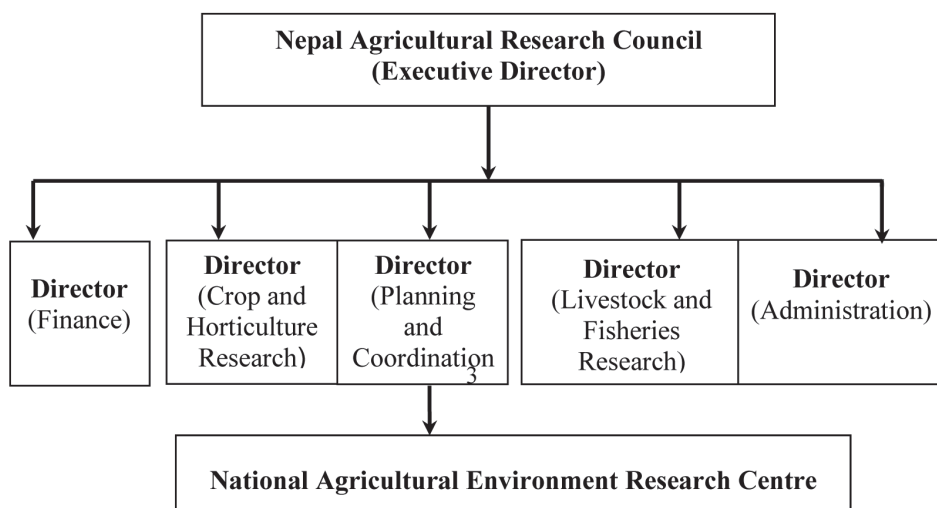 Nepal Agricultural Research Council
(Executive Director)
Director
(Finance)
Director
(Crop and
Horticulture
Research)
Director
(Planning
and
Coordination
3
Director
(Livestock and
Fisheries
Research)
Director
(Administration)
National Agricultural Environment Research Centre